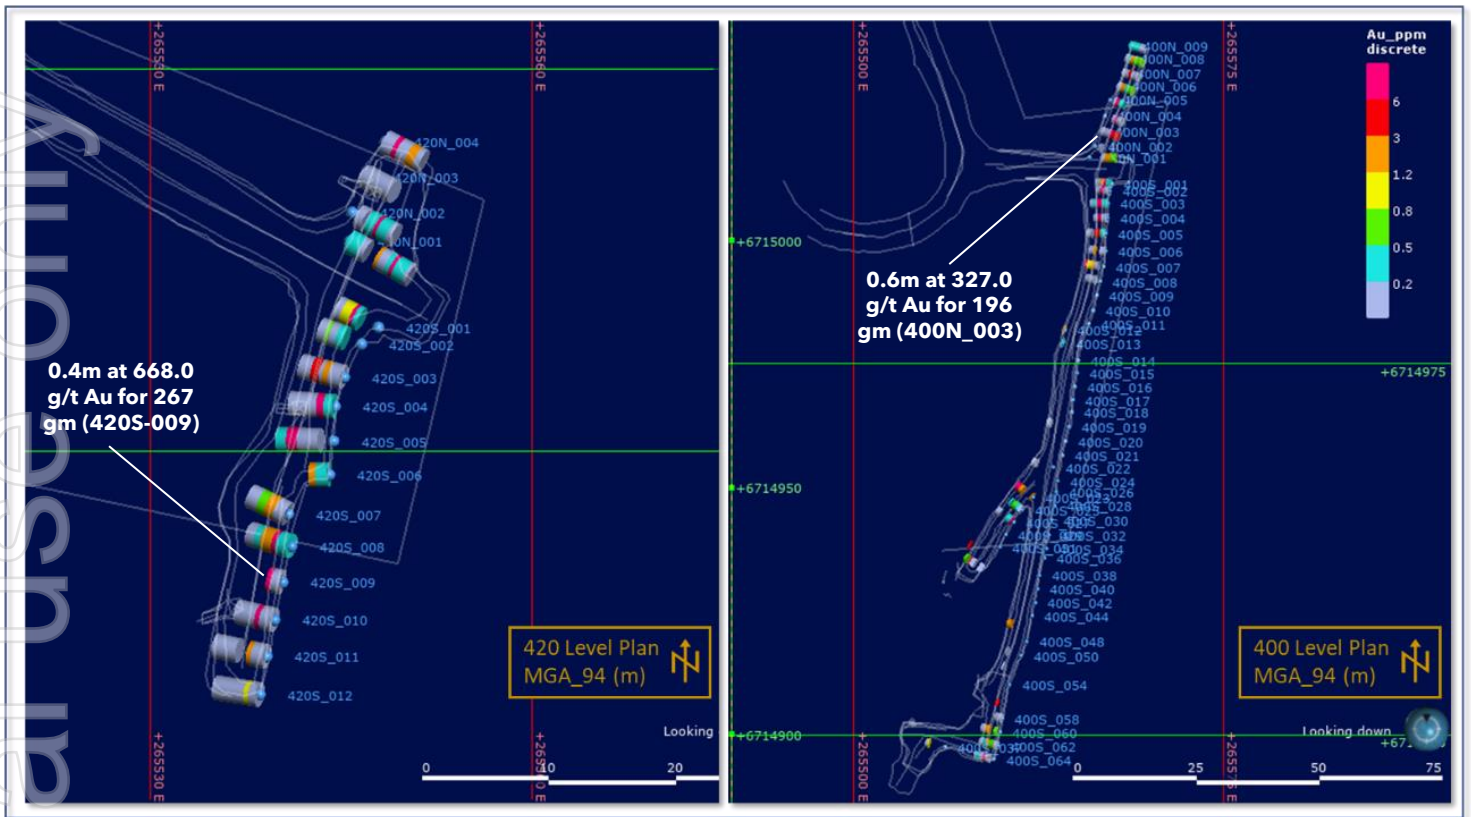 +265530 E
+265560 E
420N_004
420N_003
420N_002
420N_001
420S_001
420S_002
420S_003
420S_004
420S_005
420S_006
420S_007
420S_008
420S_009
420S_010
420S_011
420S_012
0.4m at 668.0
g/t Au for 267
gm (420S-009)
420 Level Plan
MGA_94 (m)
N
Looking
+265530 E
0
10
20
+265500 E
+265575 E
400N_009
400N_008
400N_007
400N_006
400N_005
400N_004
400N_003
400N_002
400S_001
400S_002
400S_003
400S_004
400S_005
400S_006
400S_007
400S_008
400S_009
400S_010
400S_013
400S_014
400S_015
400S_016
400S_017
400S_018
400S_019
400S_020
400S_021
400S_022
400S_024
400S_026
400S_028
400S_030
400S_032
400S_034
400S_036
400S_038
400S_040
400S_042
400S_044
400S_048
400S_050
400S_054
400S_058
400S_060
400S_062
400S_064
+6715000
+6714975
+6714950
+6714900
0.6m at 327.0
g/t Au for 196
gm (400N_003)
Au_ppm
discrete
6
3
1.2
0.8
0.5
0.2
400 Level Plan
MGA_94 (m)
N
Looking down
+265500 E
0
25
50
75
use only